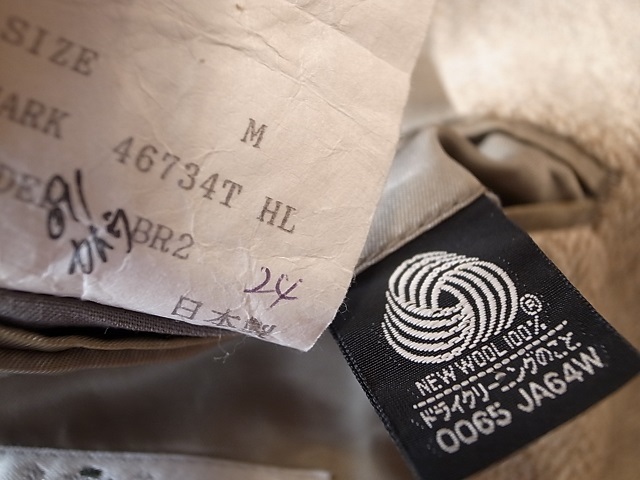 SIZE
M
ARK 46734T HL
DE BR2
24
日本製
®
NEW WOOL 100%
ドライクリーニングのこと
0065 JA64W